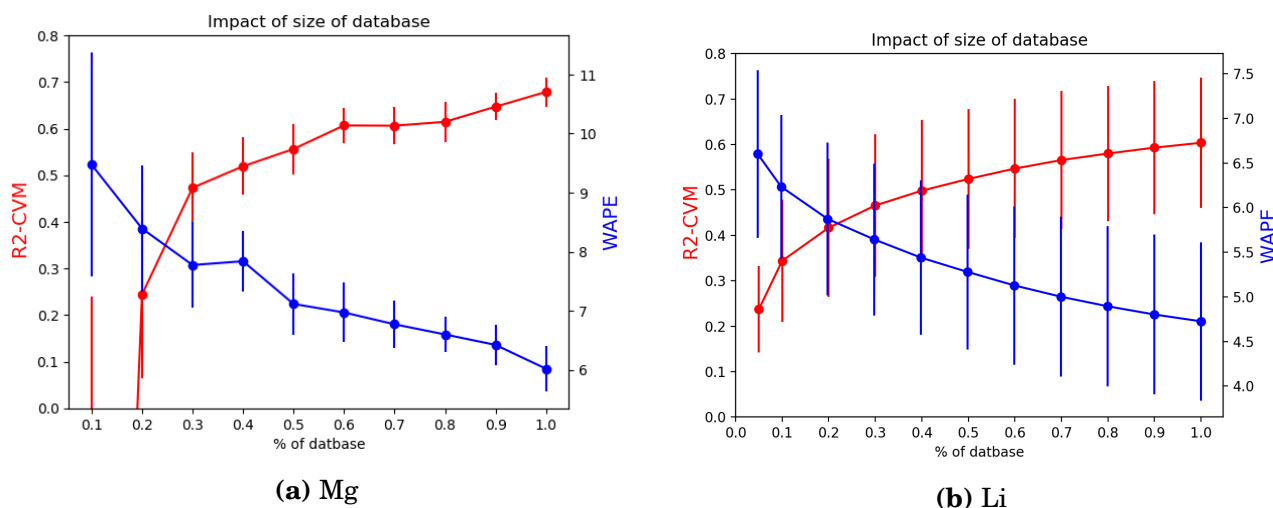 Impact of size of database
0.8
0.7
0.6
0.5
0.4
0.3
0.2
0.1
0.0
R2-CVM
11
10
9
8
7
6
WAPE
0.1 0.2 0.3 0.4 0.5 0.6 0.7 0.8 0.9 1.0
% of datbase
(a) Mg
Impact of size of database
0.8
0.7
0.6
0.5
0.4
0.3
0.2
0.1
0.0
R2-CVM
7.5
7.0
6.5
6.0
5.5
5.0
4.5
4.0
WAPE
0.0 0.1 0.2 0.3 0.4 0.5 0.6 0.7 0.8 0.9 1.0
% of datbase
(b) Li